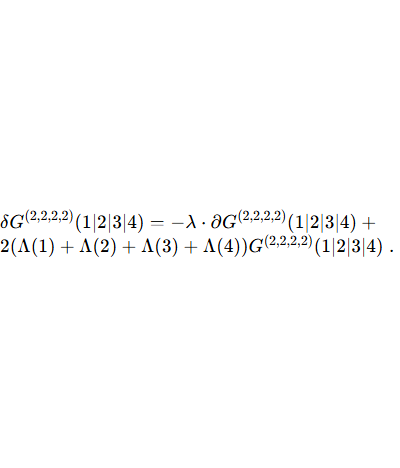 δG^{(2,2,2,2)}(1|2|3|4) = −λ · ∂G^{(2,2,2,2)}(1|2|3|4) +
2(Λ(1) + Λ(2) + Λ(3) + Λ(4))G^{(2,2,2,2)}(1|2|3|4) .